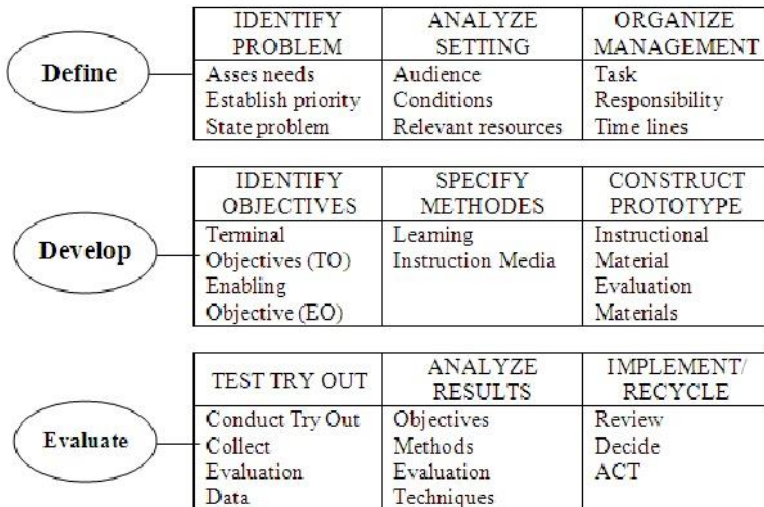 Define
IDENTIFY
PROBLEM
Asses needs
Establish priority
State problem
ANALYZE
SETTING
Audience
Conditions
Relevant resources
ORGANIZE
MANAGEMENT
Task
Responsibility
Time lines
Develop
IDENTIFY
OBJECTIVES
Terminal
Objectives (TO)
Enabling
Objective (EO)
SPECIFY
METHODES
Learning
Instruction Media
CONSTRUCT
PROTOTYPE
Instructional
Material
Evaluation
Materials
Evaluate
TEST TRY OUT
Conduct Try Out
Collect
Evaluation
Data
ANALYZE
RESULTS
Objectives
Methods
Evaluation
Techniques
IMPLEMENT/
RECYCLE
Review
Decide
ACT